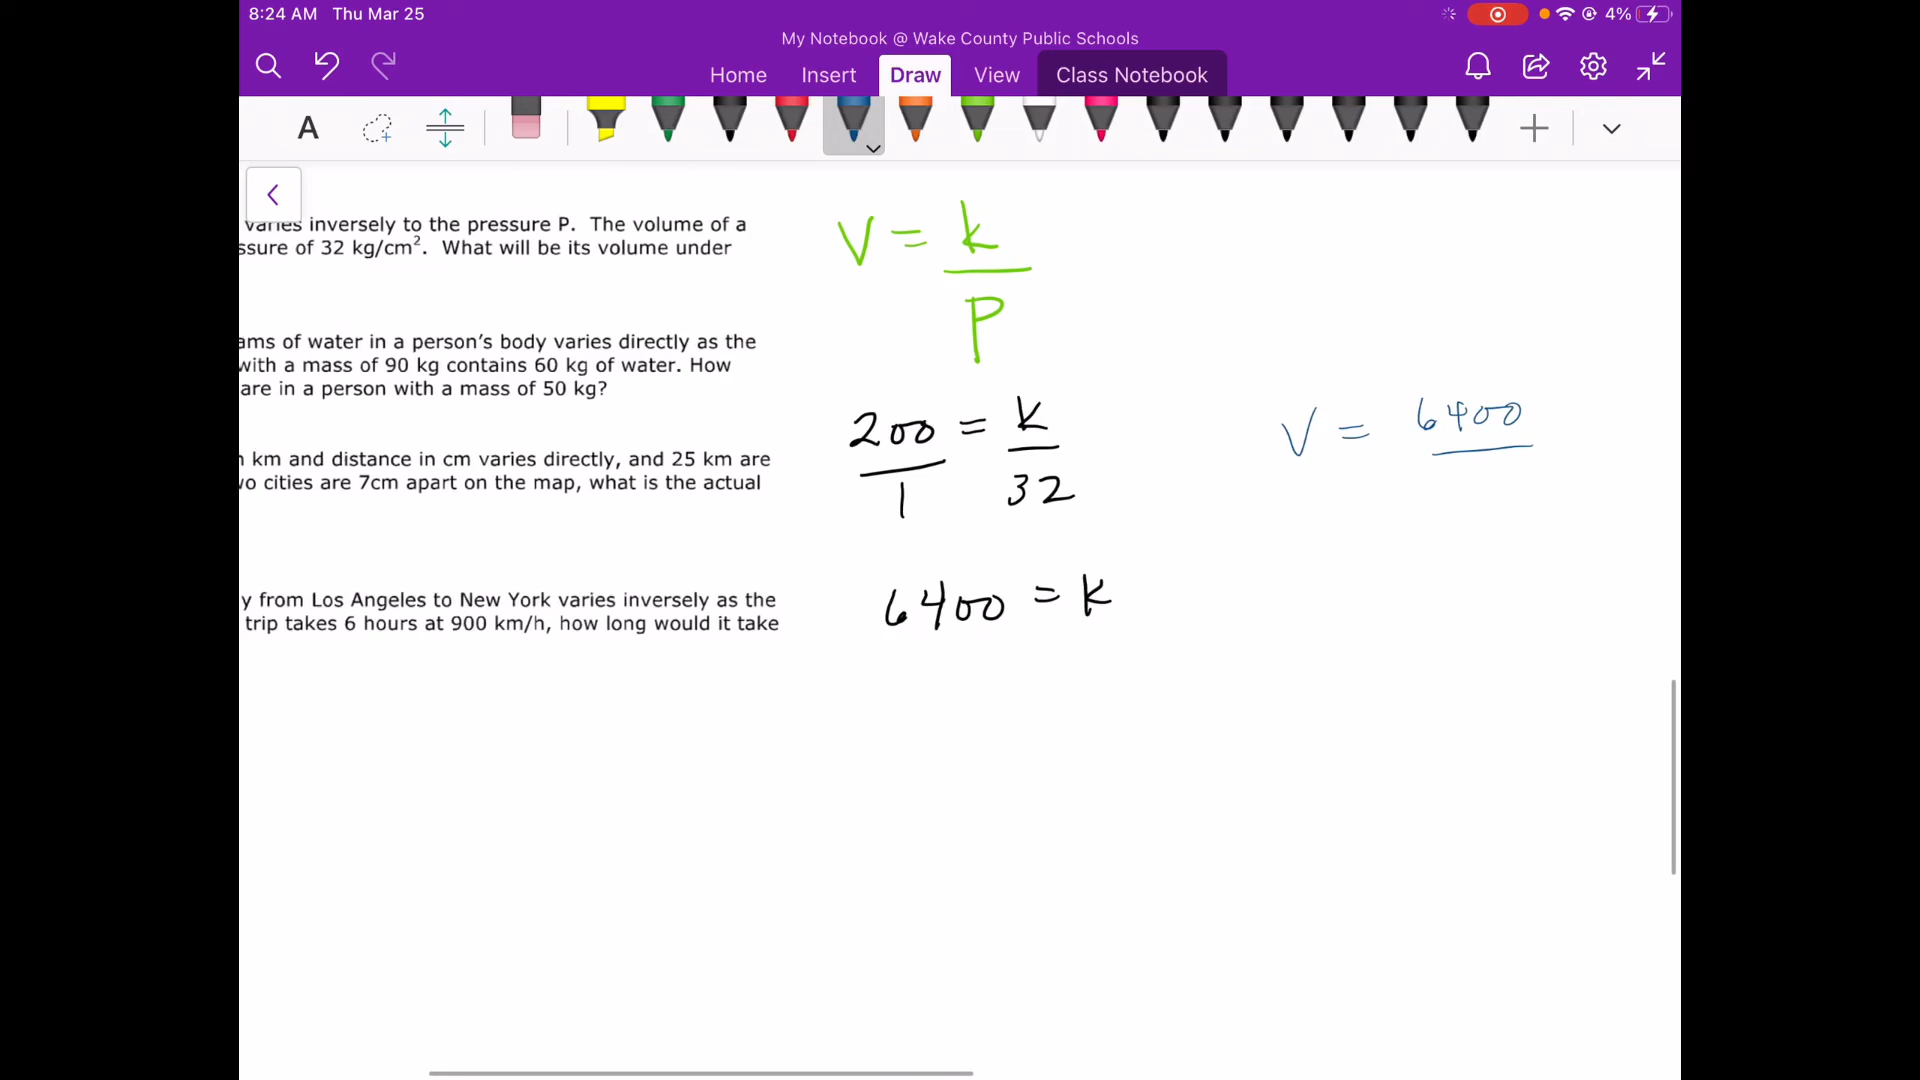 8:24 AM Thu Mar 25
4%
My Notebook @ Wake County Public Schools
Home Insert Draw View Class Notebook
A
varies inversely to the pressure P. The volume of a
ssure of 32 kg/cm². What will be its volume under
ams of water in a person's body varies directly as the
with a mass of 90 kg contains 60 kg of water. How
are in a person with a mass of 50 kg?
km and distance in cm varies directly, and 25 km are
wo cities are 7cm apart on the map, what is the actual
y from Los Angeles to New York varies inversely as the
trip takes 6 hours at 900 km/h, how long would it take
V = k
P
200 = k
1 32
6400 = k
V = 6400